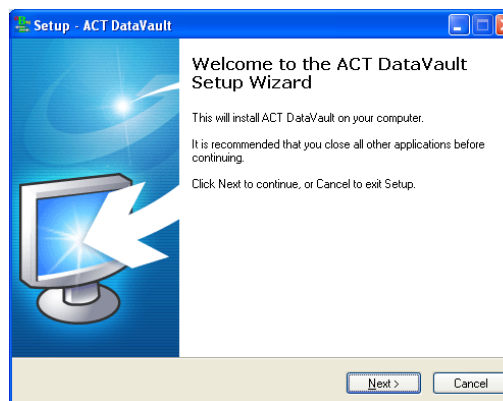 Setup - ACT DataVault
Welcome to the ACT DataVault
Setup Wizard
This will install ACT DataVault on your computer.
It is recommended that you close all other applications before
continuing.
Click Next to continue, or Cancel to exit Setup.
Next >
Cancel